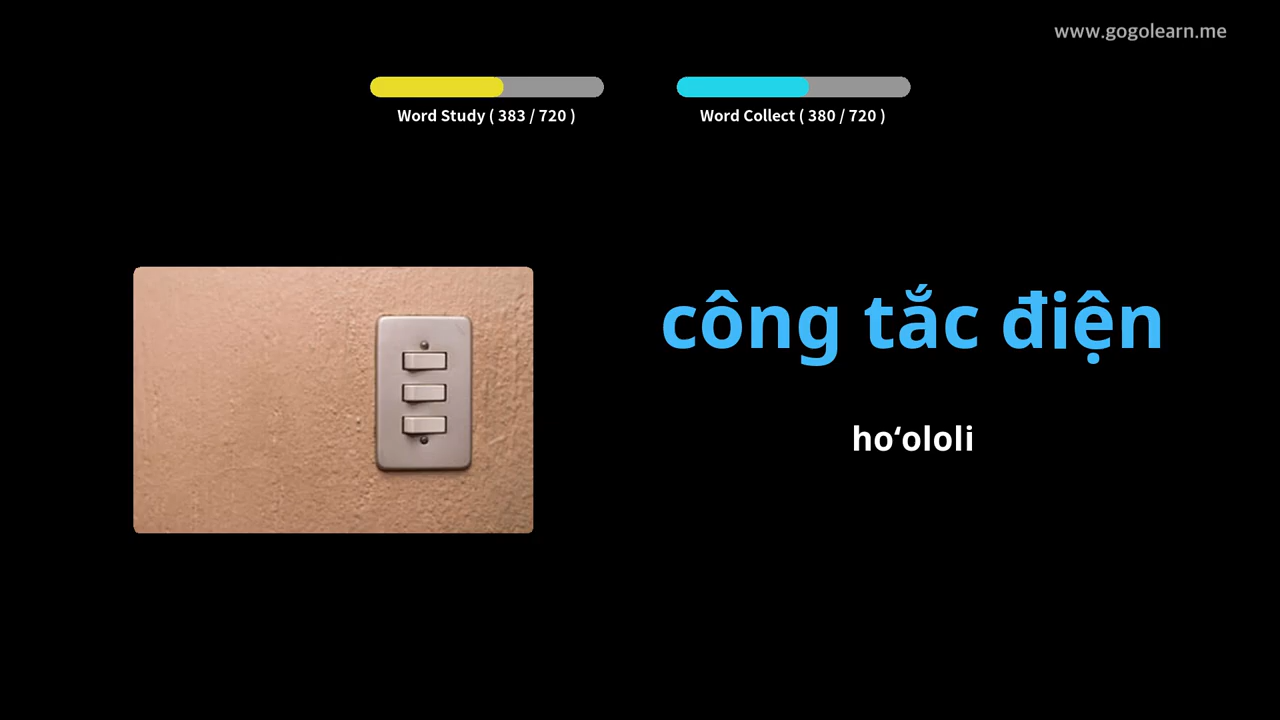 www.gogolearn.me
Word Study ( 383 / 720 )
Word Collect ( 380 / 720 )
công tắc điện
hoʻololi